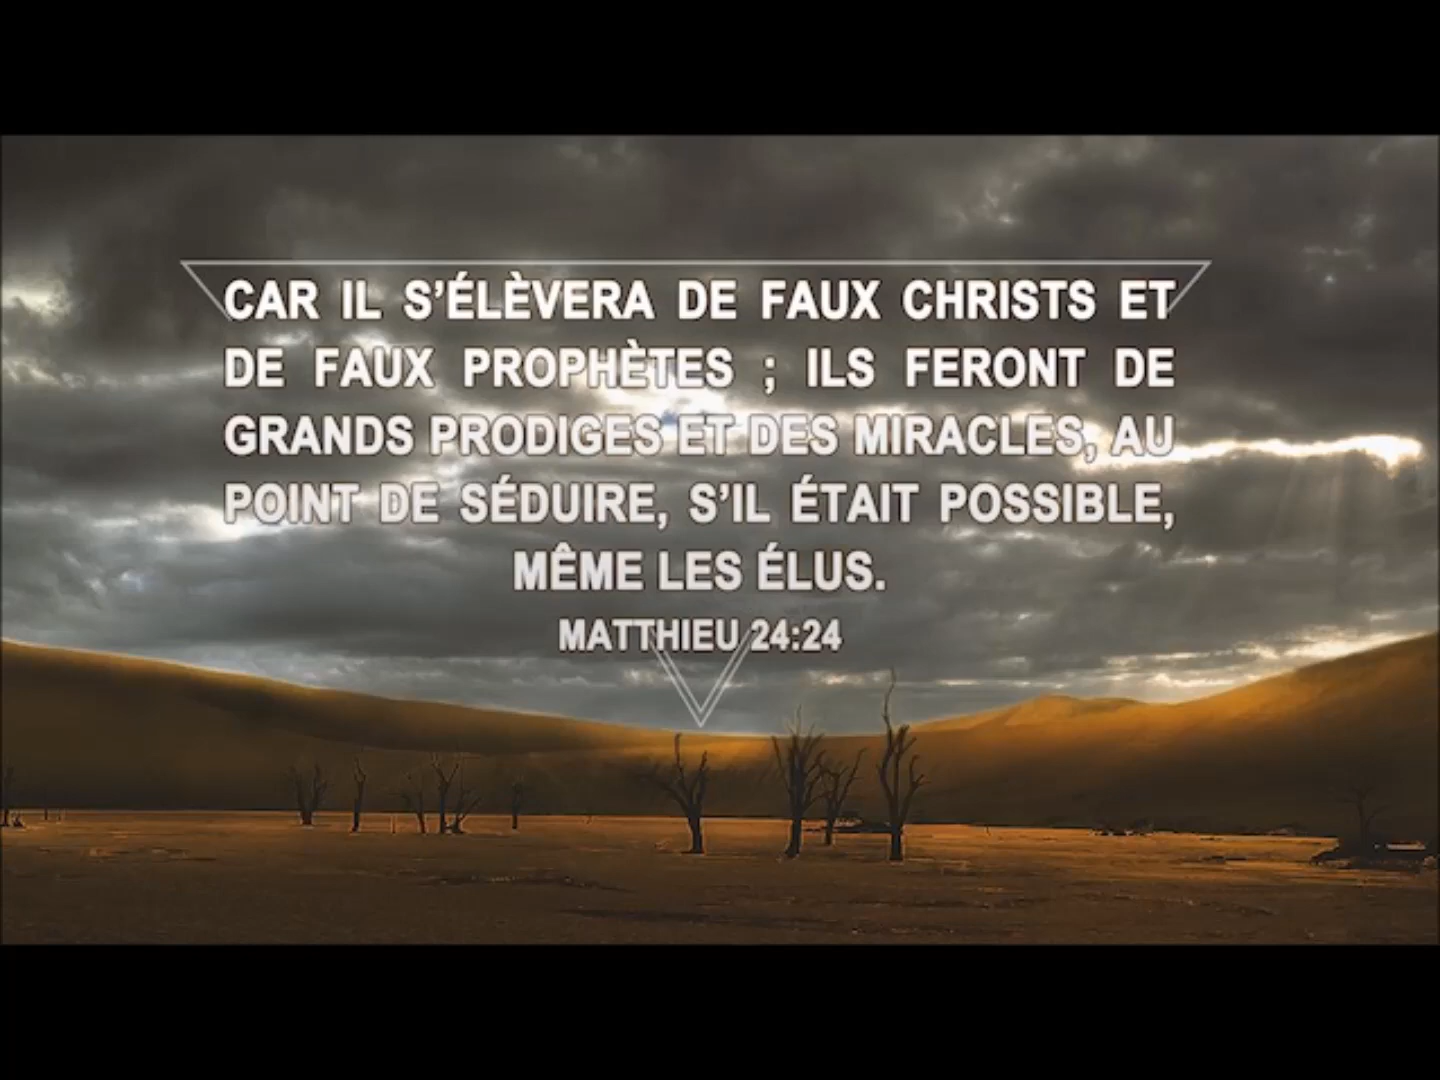 CAR IL S’ÉLÈVERA DE FAUX CHRISTS ET
DE FAUX PROPHÈTES ; ILS FERONT DE
GRANDS PRODIGES ET DES MIRACLES, AU
POINT DE SÉDUIRE, S’IL ÉTAIT POSSIBLE,
MÊME LES ÉLUS.
MATTHIEU 24:24